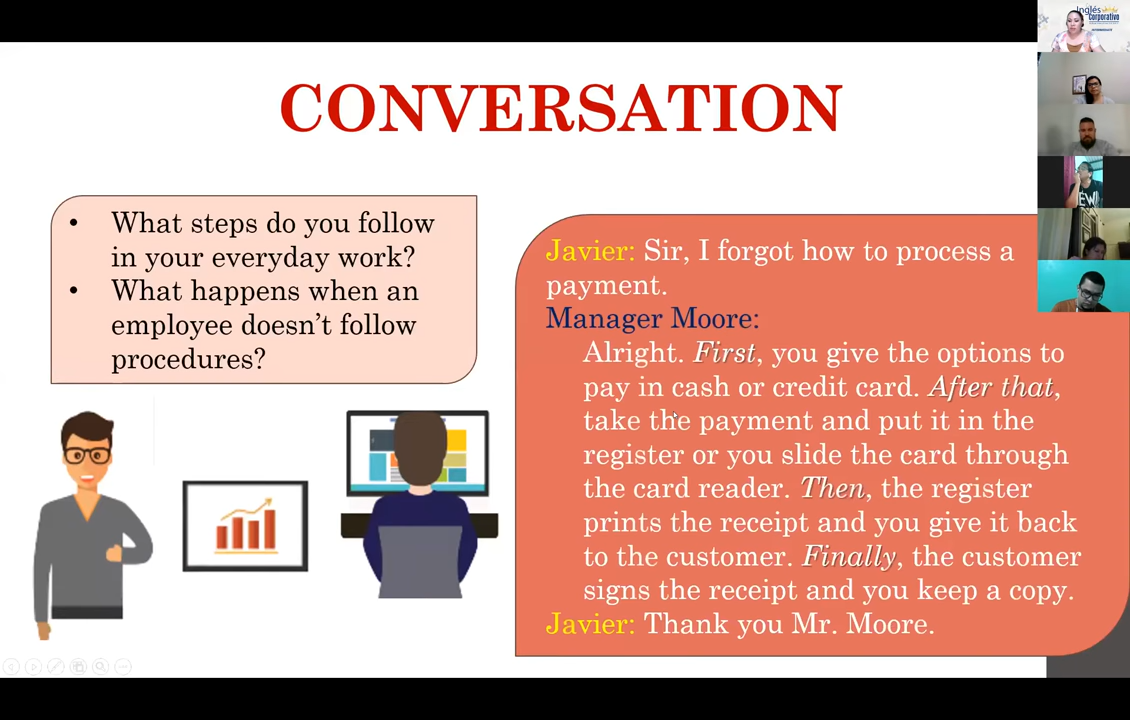 CONVERSATION
• What steps do you follow
in your everyday work?
• What happens when an
employee doesn't follow
procedures?
Javier: Sir, I forgot how to process a
payment.
Manager Moore:
Alright. First, you give the options to
pay in cash or credit card. After that,
take the payment and put it in the
register or you slide the card through
the card reader. Then, the register
prints the receipt and you give it back
to the customer. Finally, the customer
signs the receipt and you keep a copy.
Javier: Thank you Mr. Moore.
Inglés
Corporativo